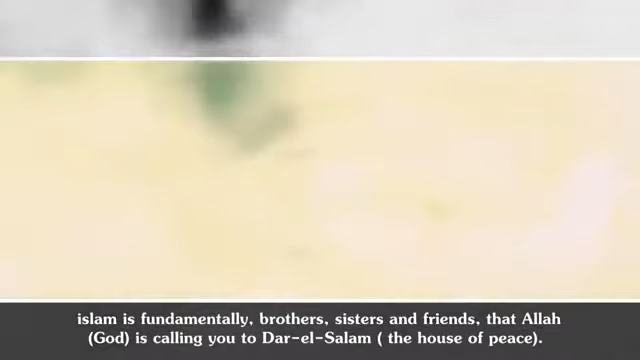 islam is fundamentally, brothers, sisters and friends, that Allah
(God) is calling you to Dar-el-Salam ( the house of peace).